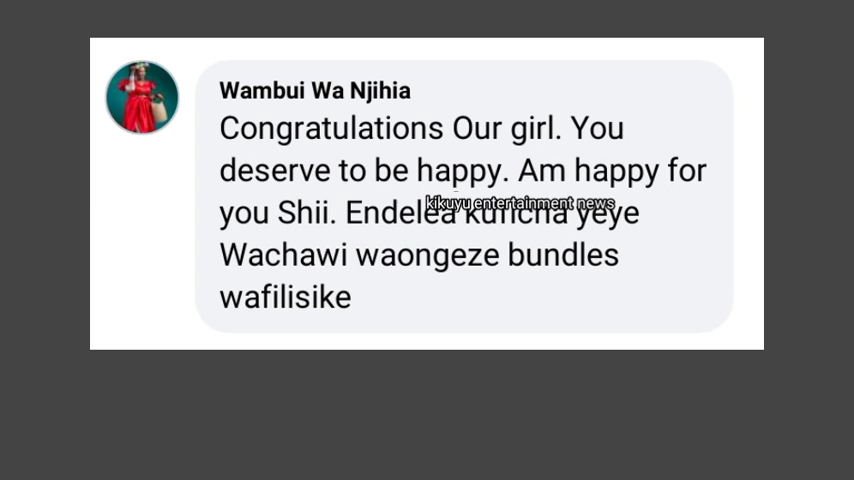 Wambui Wa Njihia
Congratulations Our girl. You
deserve to be happy. Am happy for
you Shii. Endelea kuficha yeye
kikuyu entertainment news
Wachawi waongeze bundles
wafilisike